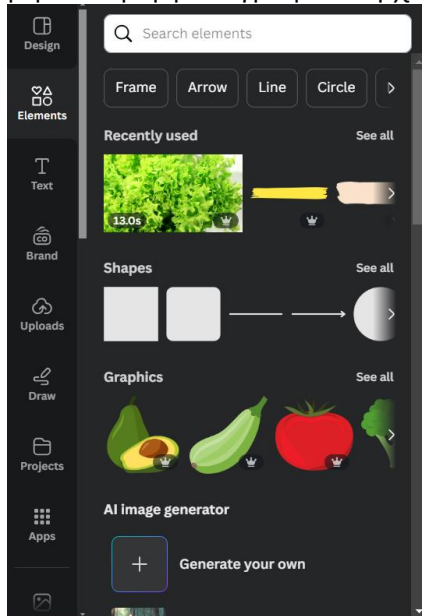 Design
Search elements
Frame Arrow Line Circle
Elements
Recently used See all
Text
13.0s
Brand
Shapes See all
Uploads
Graphics See all
Draw
Projects
AI image generator
Apps
Generate your own